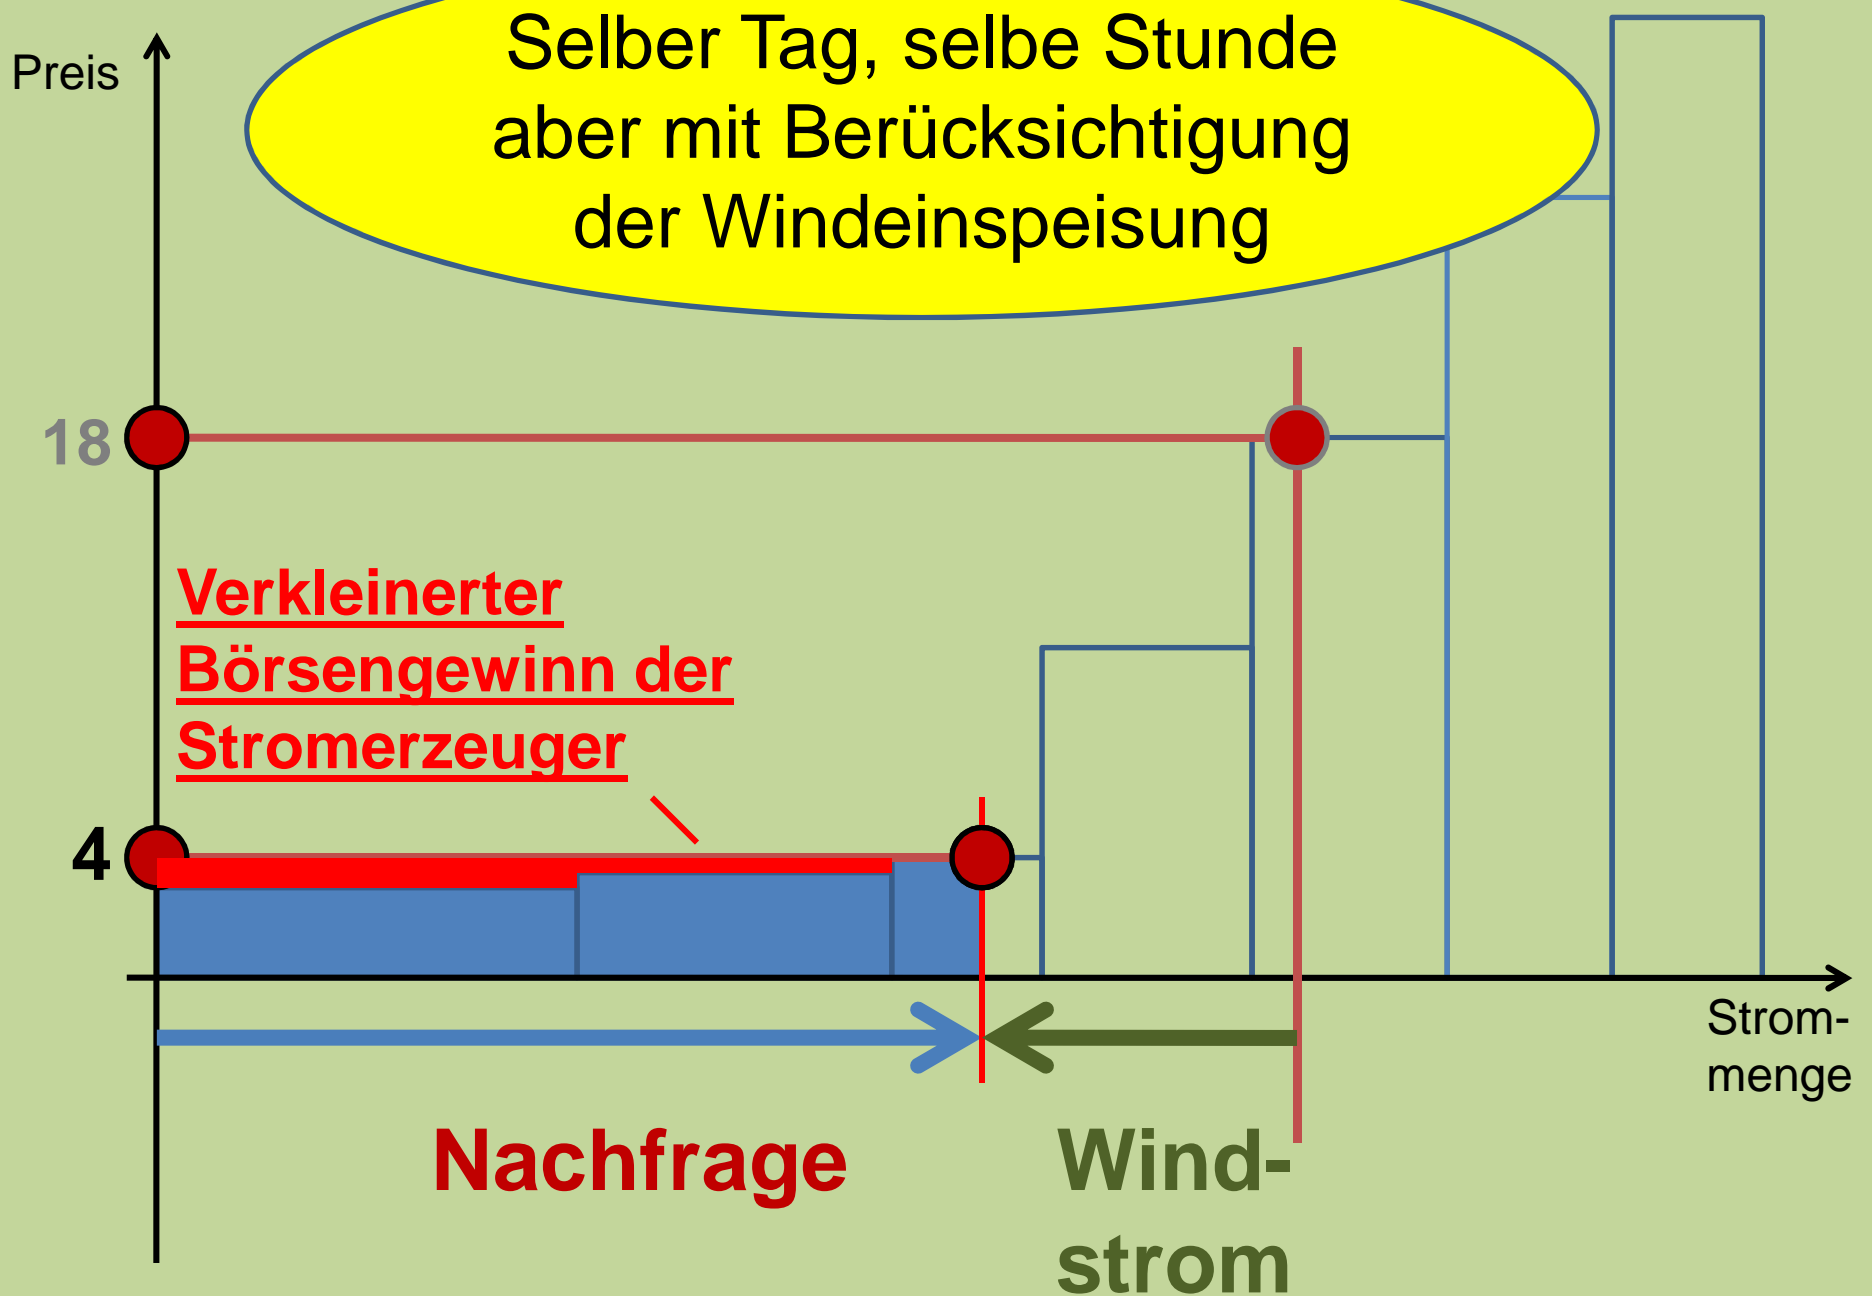 Selber Tag, selbe Stunde
aber mit Berücksichtigung
der Windeinspeisung
Preis
18
Verkleinerter
Börsengewinn der
Stromerzeuger
4
Strom-
menge
Nachfrage
Wind-
strom